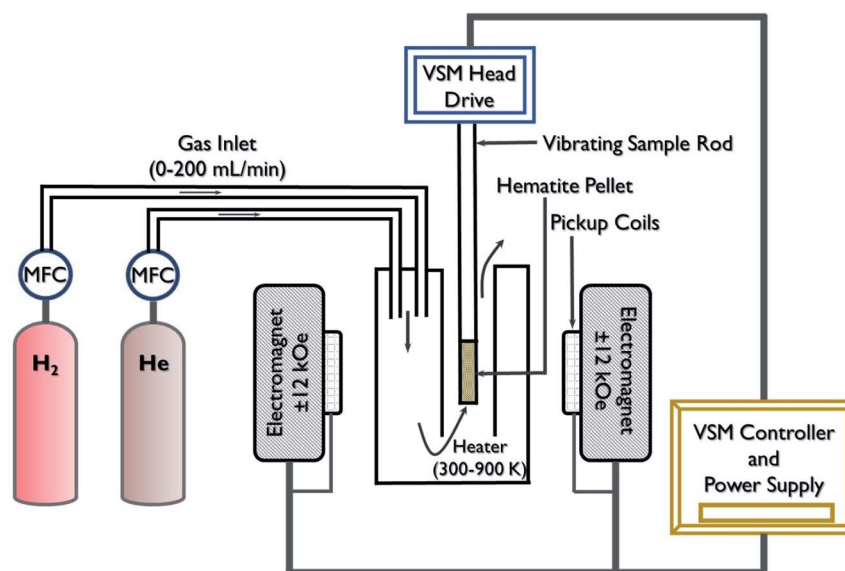 VSM Head
Drive
Gas Inlet
(0-200 mL/min)
Vibrating Sample Rod
Hematite Pellet
Pickup Coils
MFC
MFC
H₂
He
Electromagnet
±12 kOe
Electromagnet
±12 kOe
Heater
(300-900 K)
VSM Controller
and
Power Supply